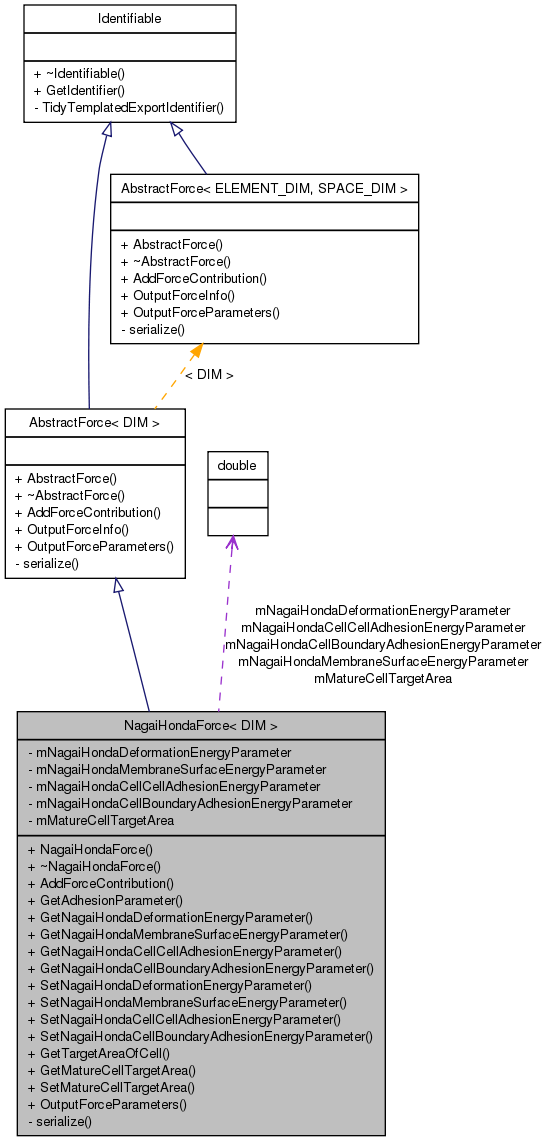 Identifiable
+ ~Identifiable()
+ GetIdentifier()
- TidyTemplatedExportIdentifier()
AbstractForce< ELEMENT_DIM, SPACE_DIM >
+ AbstractForce()
+ ~AbstractForce()
+ AddForceContribution()
+ OutputForceInfo()
+ OutputForceParameters()
- serialize()
< DIM >
AbstractForce< DIM >
+ AbstractForce()
+ ~AbstractForce()
+ AddForceContribution()
+ OutputForceInfo()
+ OutputForceParameters()
- serialize()
double
mNagaiHondaDeformationEnergyParameter
mNagaiHondaCellCellAdhesionEnergyParameter
mNagaiHondaCellBoundaryAdhesionEnergyParameter
mNagaiHondaMembraneSurfaceEnergyParameter
mMatureCellTargetArea
NagaiHondaForce< DIM >
- mNagaiHondaDeformationEnergyParameter
- mNagaiHondaMembraneSurfaceEnergyParameter
- mNagaiHondaCellCellAdhesionEnergyParameter
- mNagaiHondaCellBoundaryAdhesionEnergyParameter
- mMatureCellTargetArea
+ NagaiHondaForce()
+ ~NagaiHondaForce()
+ AddForceContribution()
+ GetAdhesionParameter()
+ GetNagaiHondaDeformationEnergyParameter()
+ GetNagaiHondaMembraneSurfaceEnergyParameter()
+ GetNagaiHondaCellCellAdhesionEnergyParameter()
+ GetNagaiHondaCellBoundaryAdhesionEnergyParameter()
+ SetNagaiHondaDeformationEnergyParameter()
+ SetNagaiHondaMembraneSurfaceEnergyParameter()
+ SetNagaiHondaCellCellAdhesionEnergyParameter()
+ SetNagaiHondaCellBoundaryAdhesionEnergyParameter()
+ GetTargetAreaOfCell()
+ GetMatureCellTargetArea()
+ SetMatureCellTargetArea()
+ OutputForceParameters()
- serialize()